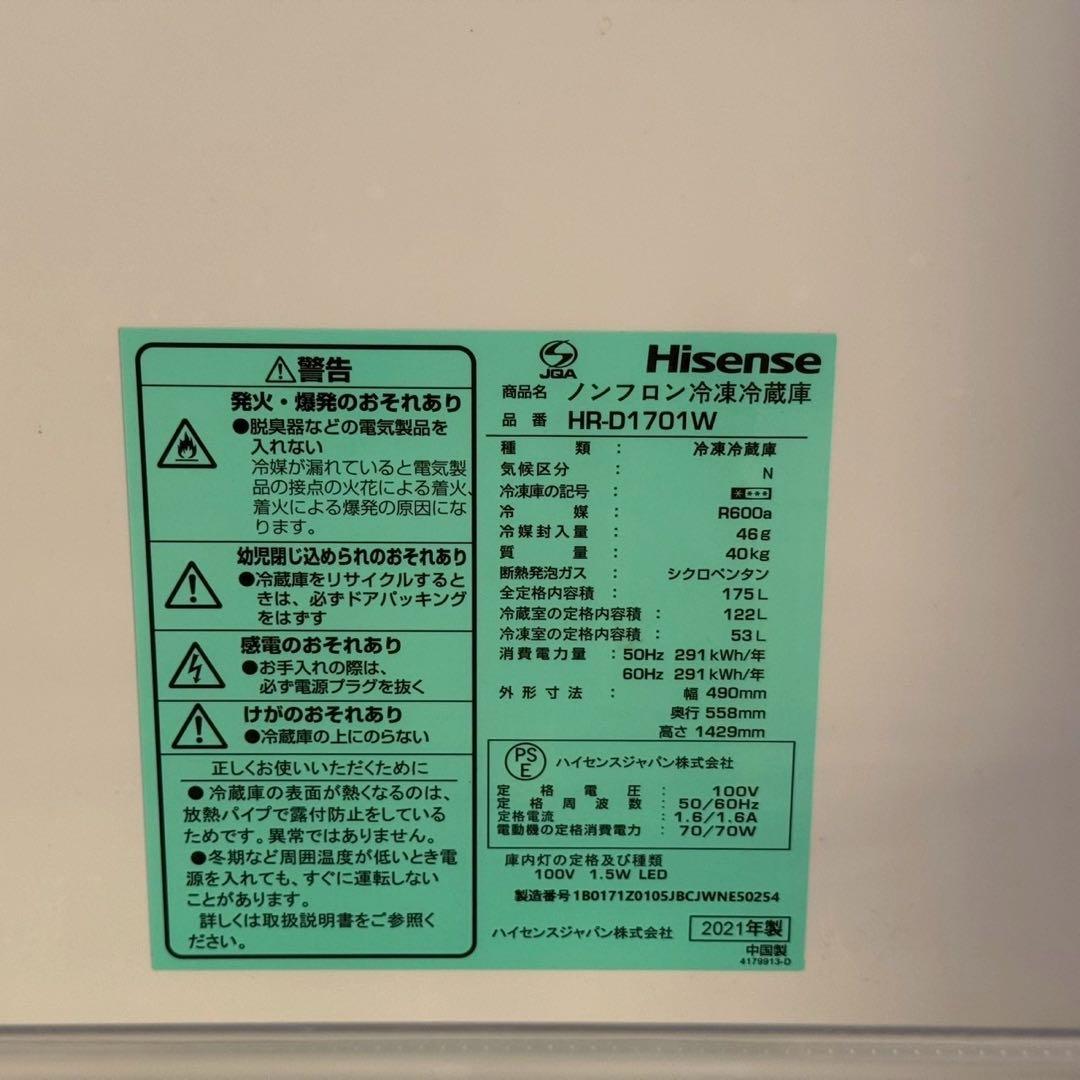 警告
発火・爆発のおそれあり
●脱臭器などの電気製品を
入れない
冷媒が漏れていると電気製
品の接点の火花による着火、
着火による爆発の原因にな
ります。
幼児閉じ込められのおそれあり
●冷蔵庫をリサイクルすると
きは、必ずドアパッキング
をはずす
感電のおそれあり
●お手入れの際は、
必ず電源プラグを抜く
けがのおそれあり
●冷蔵庫の上にのらない
正しくお使いいただくために
●冷蔵庫の表面が熱くなるのは、
放熱パイプで露付防止をしている
ためです。異常ではありません。
●冬期など周囲温度が低いとき電
源を入れても、すぐに運転しない
ことがあります。
詳しくは取扱説明書をご参照く
ださい。
JQA
Hisense
商品名 ノンフロン冷凍冷蔵庫
品番 HR-D1701W
種類：冷凍冷蔵庫
気候区分：N
冷凍庫の記号：****
冷媒：R600a
冷媒封入量：46g
質量：40kg
断熱発泡ガス：シクロペンタン
全定格内容積：175L
冷蔵室の定格内容積：122L
冷凍室の定格内容積：53L
消費電力量：50Hz 291kWh/年
60Hz 291kWh/年
外形寸法：幅 490mm
奥行 558mm
高さ 1429mm
PSE ハイセンスジャパン株式会社
定格電圧：100V
定格周波数：50/60Hz
定格電流：1.6/1.6A
電動機の定格消費電力：70/70W
庫内灯の定格及び種類
100V 1.5W LED
製造番号 1B0171Z0105JBCJWNE50254
ハイセンスジャパン株式会社 2021年製
中国製
4179913-D